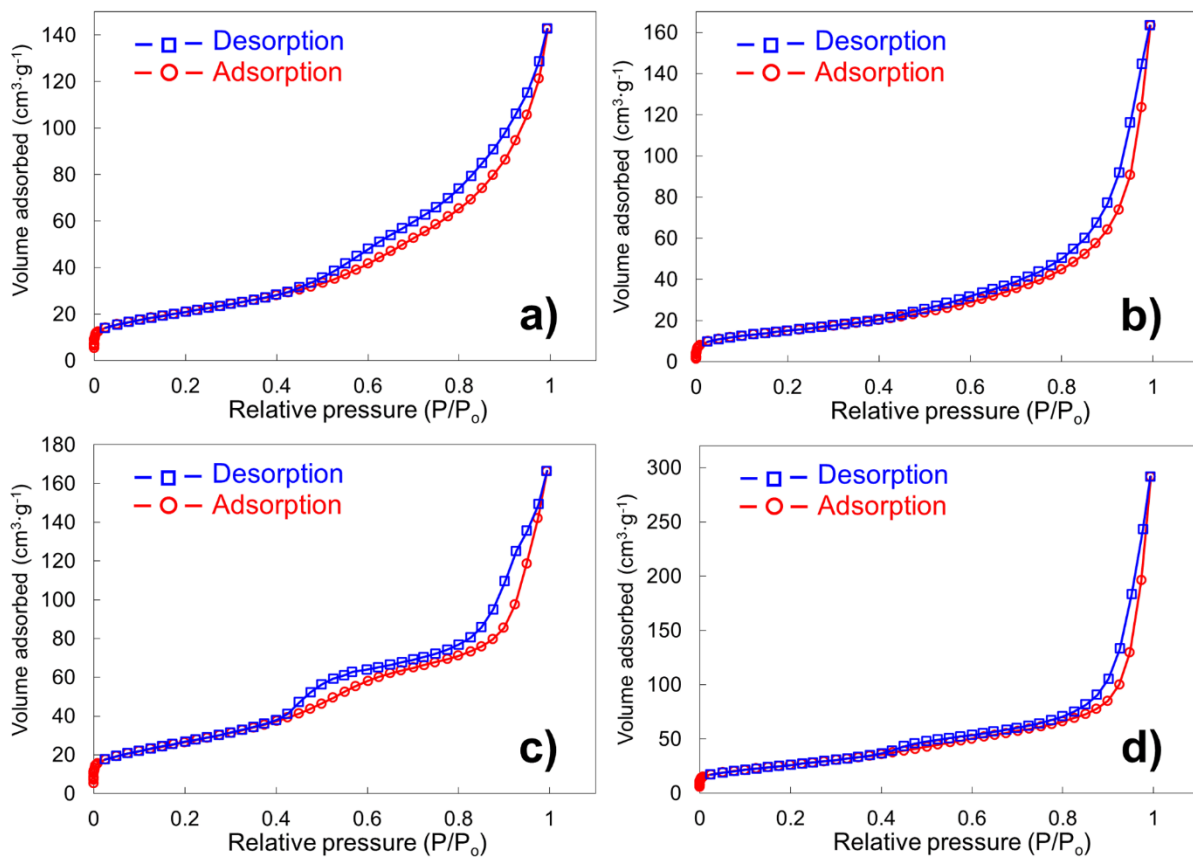 140
120
100
80
60
40
20
0
Volume adsorbed (cm³·g⁻¹)
Desorption
Adsorption
a)
0 0.2 0.4 0.6 0.8 1
Relative pressure (P/Pₒ)
160
140
120
100
80
60
40
20
0
Volume adsorbed (cm³·g⁻¹)
Desorption
Adsorption
b)
0 0.2 0.4 0.6 0.8 1
Relative pressure (P/Pₒ)
180
160
140
120
100
80
60
40
20
0
Volume adsorbed (cm³·g⁻¹)
Desorption
Adsorption
c)
0 0.2 0.4 0.6 0.8 1
Relative pressure (P/Pₒ)
300
250
200
150
100
50
0
Volume adsorbed (cm³·g⁻¹)
Desorption
Adsorption
d)
0 0.2 0.4 0.6 0.8 1
Relative pressure (P/Pₒ)